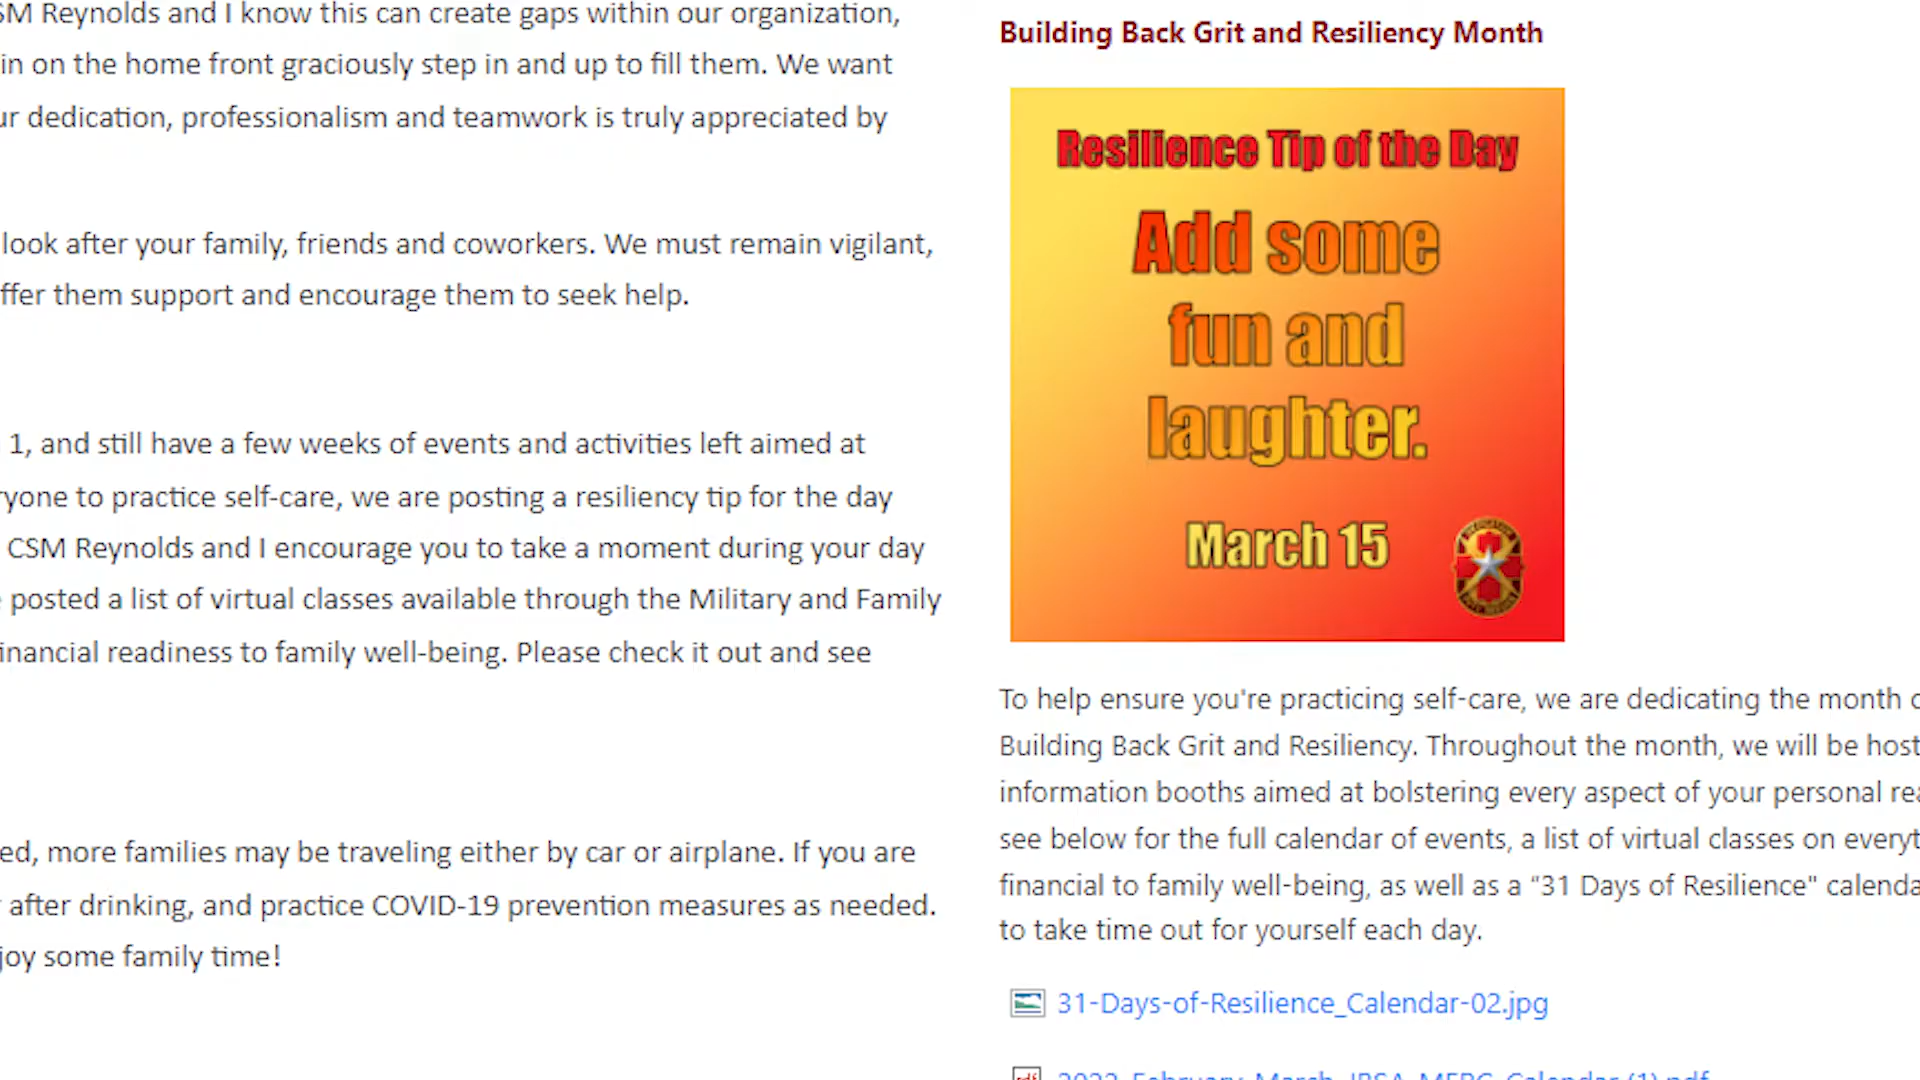 SM Reynolds and I know this can create gaps within our organization,
in on the home front graciously step in and up to fill them. We want
ur dedication, professionalism and teamwork is truly appreciated by
look after your family, friends and coworkers. We must remain vigilant,
ffer them support and encourage them to seek help.
1, and still have a few weeks of events and activities left aimed at
ryone to practice self-care, we are posting a resiliency tip for the day
CSM Reynolds and I encourage you to take a moment during your day
posted a list of virtual classes available through the Military and Family
inancial readiness to family well-being. Please check it out and see
ed, more families may be traveling either by car or airplane. If you are
after drinking, and practice COVID-19 prevention measures as needed.
joy some family time!
Building Back Grit and Resiliency Month
Resilience Tip of the Day
Add some
fun and
laughter.
March 15
To help ensure you're practicing self-care, we are dedicating the month o
Building Back Grit and Resiliency. Throughout the month, we will be host
information booths aimed at bolstering every aspect of your personal rea
see below for the full calendar of events, a list of virtual classes on everyt
financial to family well-being, as well as a “31 Days of Resilience" calenda
to take time out for yourself each day.
31-Days-of-Resilience_Calendar-02.jpg
2022_February_March_JBSA_MFRC_Calendar (1).pdf